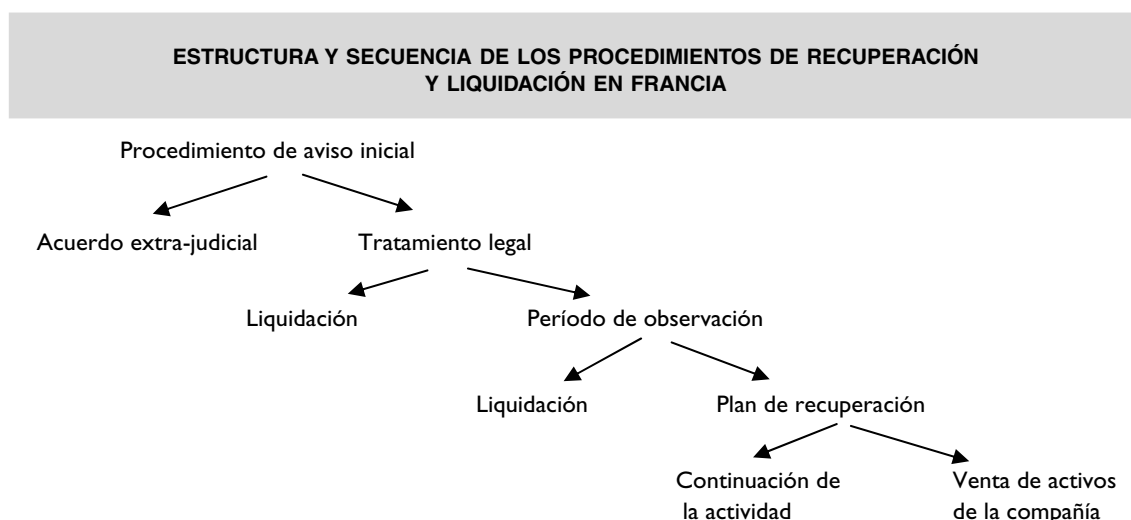 ESTRUCTURA Y SECUENCIA DE LOS PROCEDIMIENTOS DE RECUPERACIÓN
Y LIQUIDACIÓN EN FRANCIA
Procedimiento de aviso inicial
Acuerdo extra-judicial
Tratamiento legal
Liquidación
Período de observación
Liquidación
Plan de recuperación
Continuación de
la actividad
Venta de activos
de la compañía